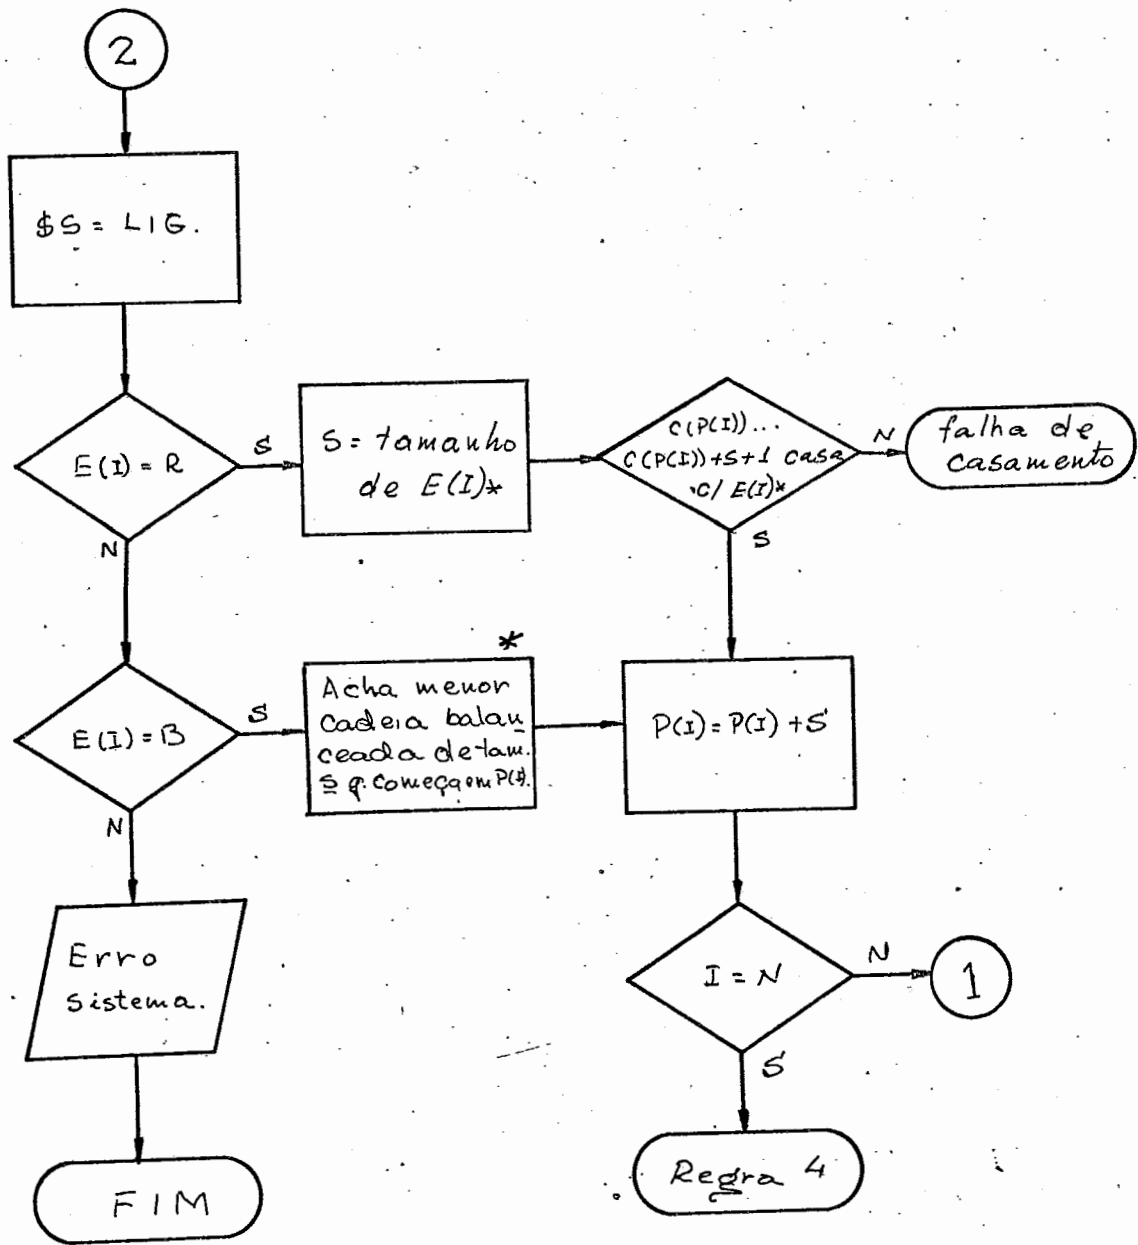 2
$S = LIG.
E(I) = R
S
N
S = tamanho
de E(I)*
C(P(I))...
C(P(I))+S+1 casa
c/ E(I)*
N
S
falha de
casamento
E(I) = B
S
N
*
Acha menor
cadeia balan
ceada de tam.
S q. começa em P(I).
P(I) = P(I) + S
Erro
sistema.
I = N
N
1
S
FIM
Regra 4